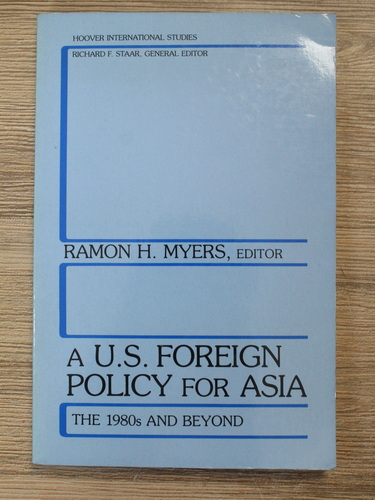 HOOVER INTERNATIONAL STUDIES
RICHARD F. STAAR, GENERAL EDITOR
RAMON H. MYERS, EDITOR
A U.S. FOREIGN
POLICY FOR ASIA
THE 1980s AND BEYOND